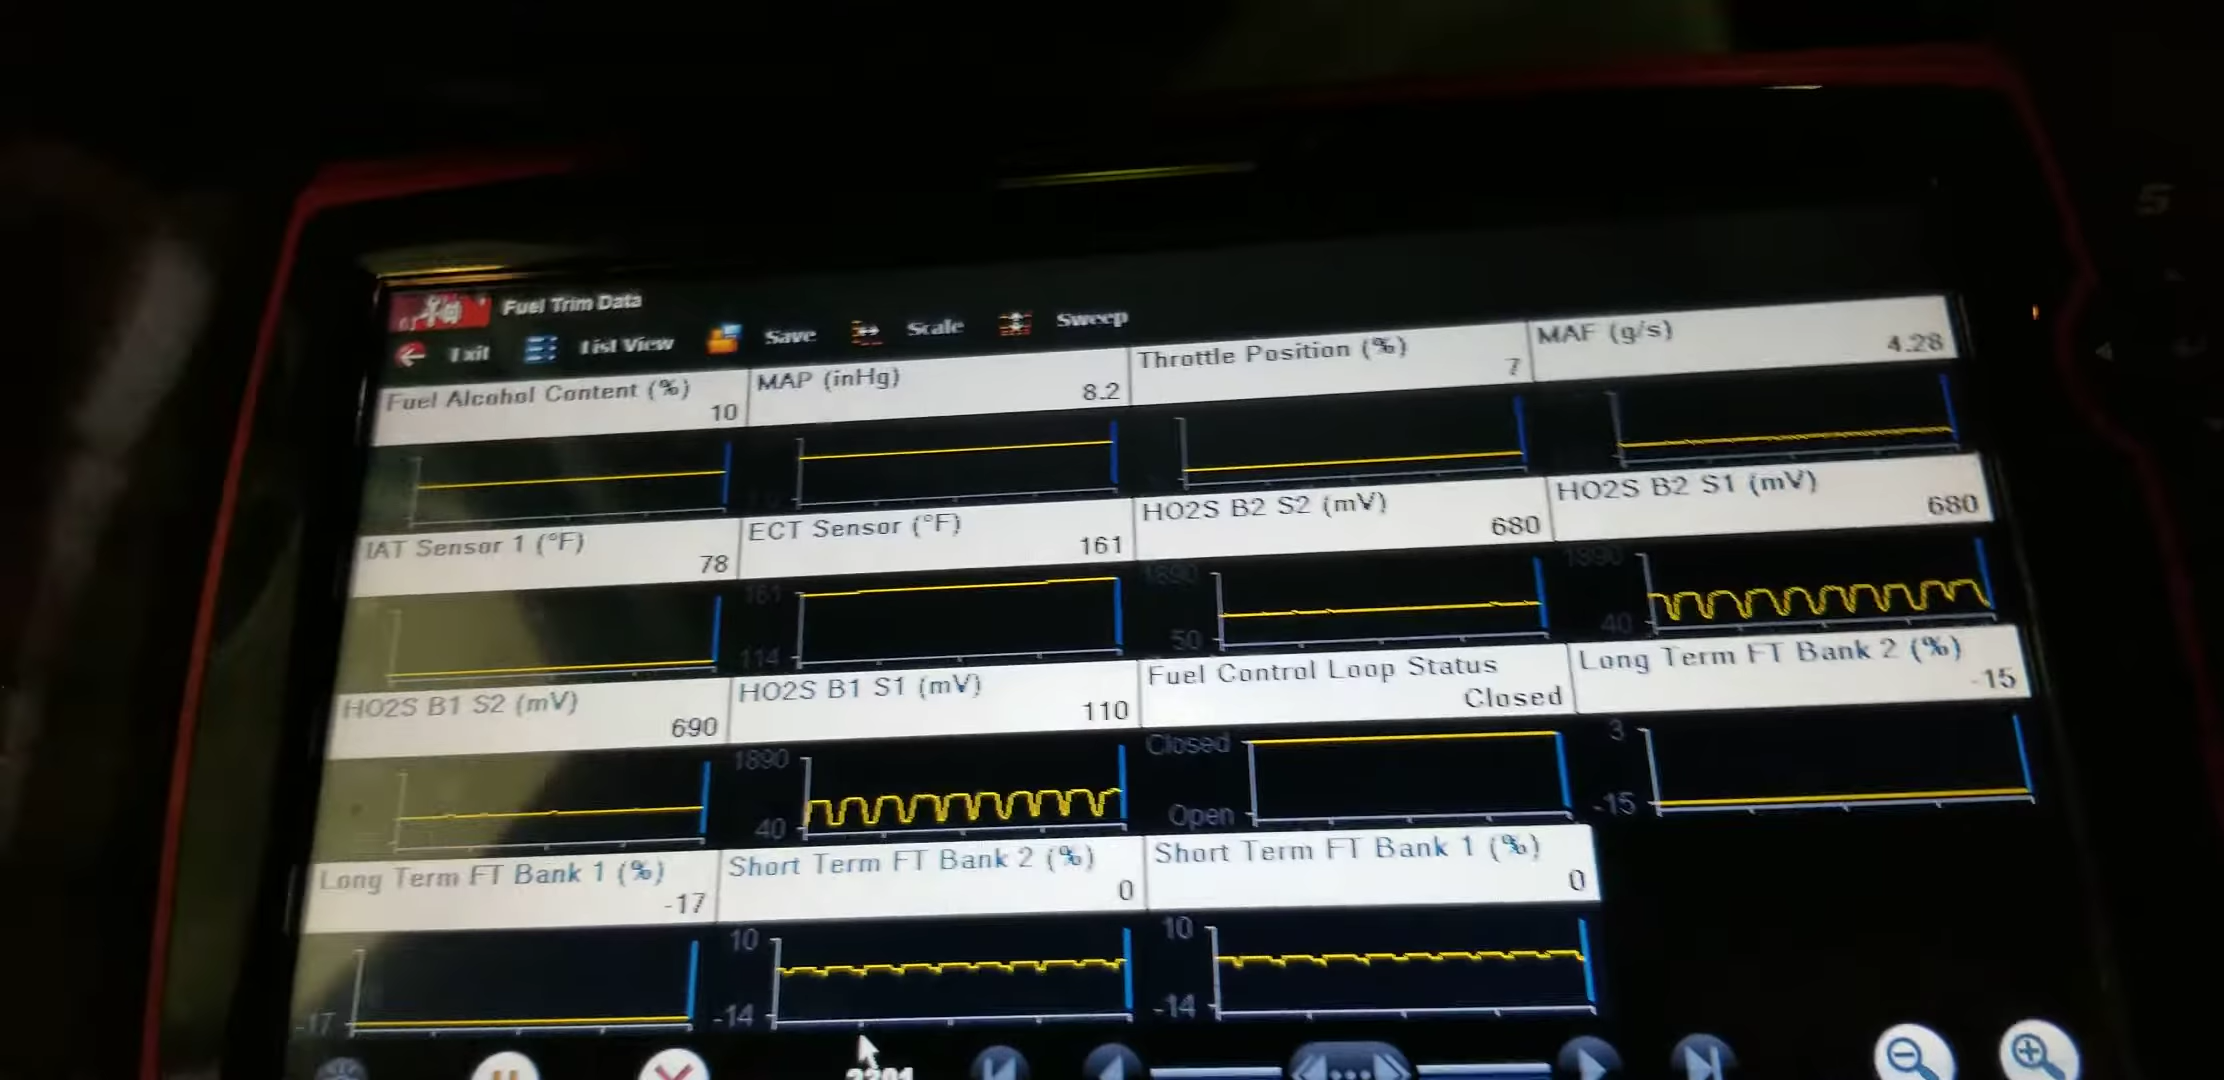 Fuel Trim Data
Exit List View Save Scale Sweep
Fuel Alcohol Content (%)
10
MAP (inHg)
8.2
Throttle Position (%)
7
MAF (g/s)
4.28
IAT Sensor 1 (°F)
78
ECT Sensor (°F)
161
161
114
HO2S B2 S2 (mV)
680
1890
50
HO2S B2 S1 (mV)
680
1890
40
HO2S B1 S2 (mV)
690
HO2S B1 S1 (mV)
110
1890
40
Fuel Control Loop Status
Closed
Closed
Open
Long Term FT Bank 2 (%)
-15
3
-15
Long Term FT Bank 1 (%)
-17
-17
Short Term FT Bank 2 (%)
0
10
-14
Short Term FT Bank 1 (%)
0
10
-14
5